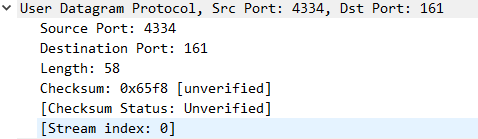 User Datagram Protocol, Src Port: 4334, Dst Port: 161
Source Port: 4334
Destination Port: 161
Length: 58
Checksum: 0x65f8 [unverified]
[Checksum Status: Unverified]
[Stream index: 0]